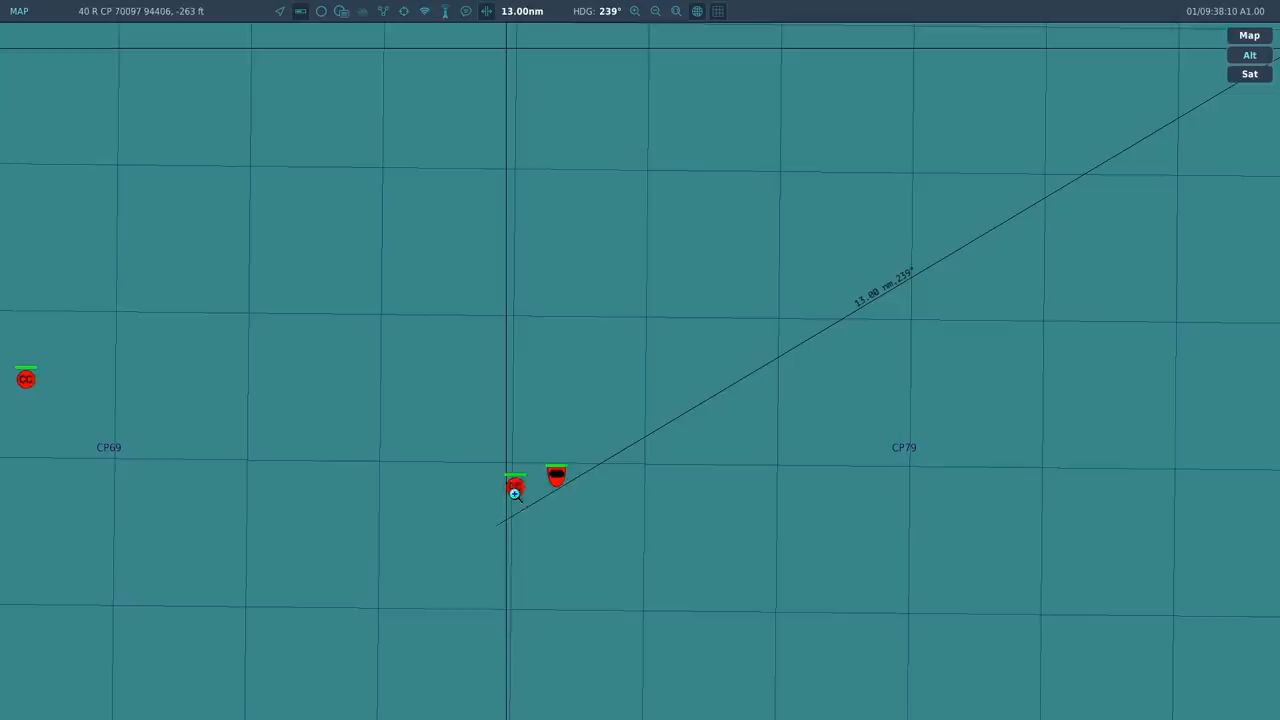 MAP
40 R CP 70097 94406, -263 ft
13.00nm
HDG: 239°
01/09:38:10 A1.00
Map
Alt
Sat
13.00 nm,239°
CC
CP69
CP79